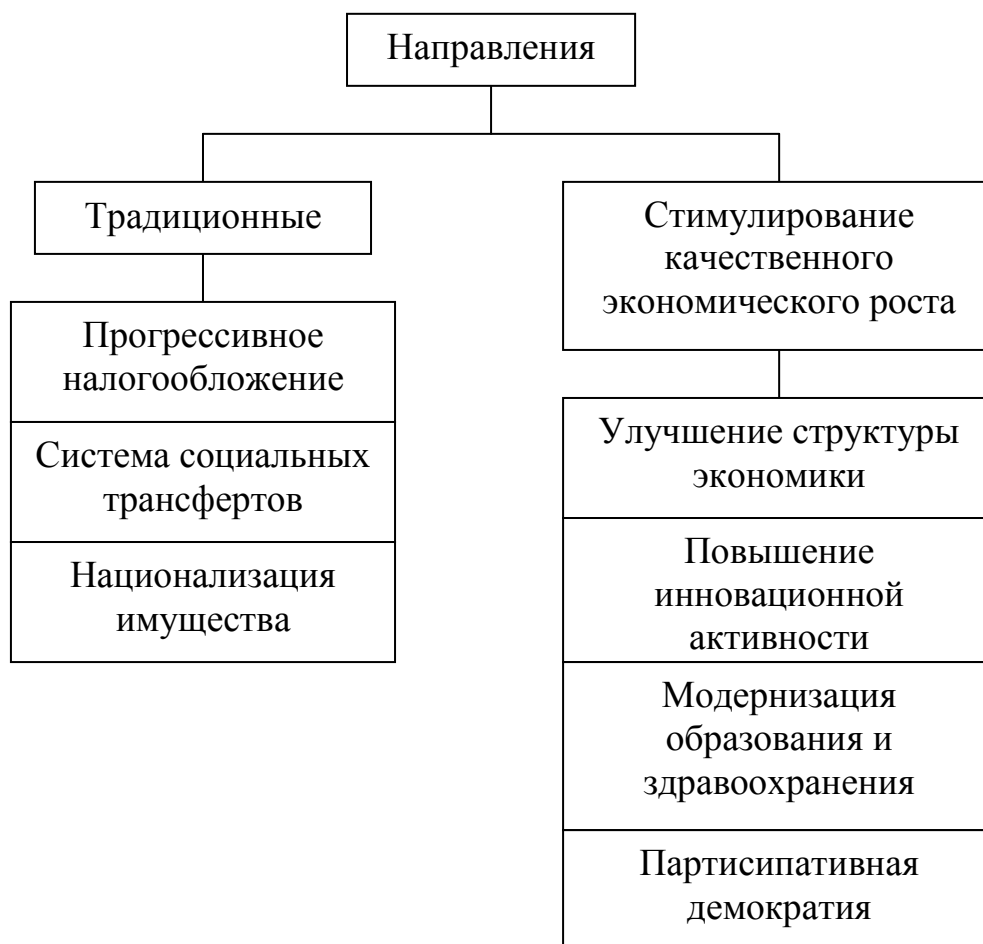 Направления
Традиционные
Прогрессивное
налогообложение
Система социальных
трансфертов
Национализация
имущества
Стимулирование
качественного
экономического роста
Улучшение структуры
экономики
Повышение
инновационной
активности
Модернизация
образования и
здравоохранения
Партисипативная
демократия